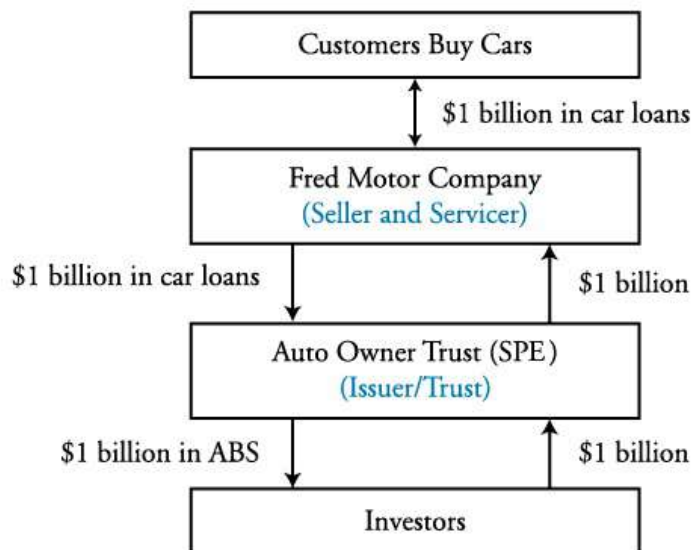 Customers Buy Cars
$1 billion in car loans
Fred Motor Company
(Seller and Servicer)
$1 billion in car loans
$1 billion
Auto Owner Trust (SPE)
(Issuer/Trust)
$1 billion in ABS
$1 billion
Investors